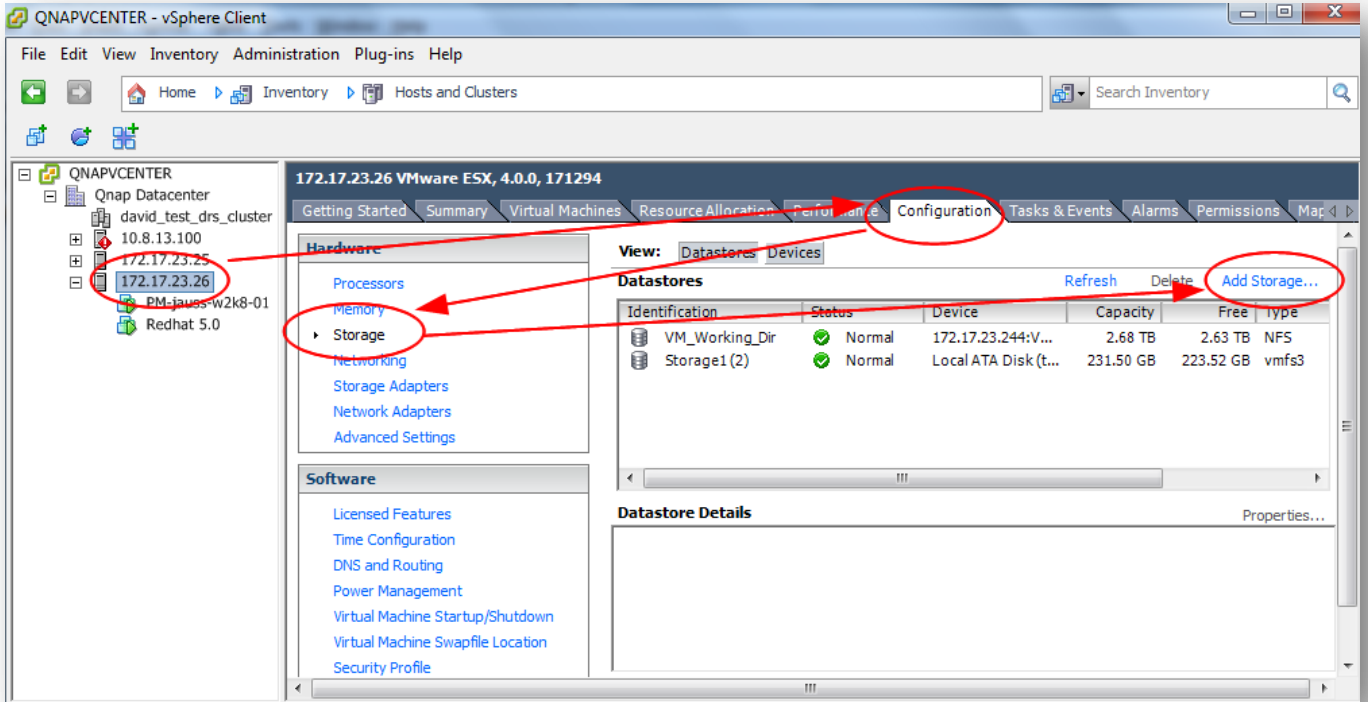 QNAPVCENTER - vSphere Client
File Edit View Inventory Administration Plug-ins Help
Home Inventory Hosts and Clusters Search Inventory
QNAPVCENTER
Qnap Datacenter
david_test_drs_cluster
10.8.13.100
172.17.23.25
172.17.23.26
PM-jauss-w2k8-01
Redhat 5.0
172.17.23.26 VMware ESX, 4.0.0, 171294
Getting Started Summary Virtual Machines Resource Allocation Performance Configuration Tasks & Events Alarms Permissions Map
Hardware
Processors
Memory
Storage
Networking
Storage Adapters
Network Adapters
Advanced Settings
Software
Licensed Features
Time Configuration
DNS and Routing
Power Management
Virtual Machine Startup/Shutdown
Virtual Machine Swapfile Location
Security Profile
View: Datastores Devices
Datastores Refresh Delete Add Storage...
Identification Status Device Capacity Free Type
VM_Working_Dir Normal 172.17.23.244:V... 2.68 TB 2.63 TB NFS
Storage1 (2) Normal Local ATA Disk (t... 231.50 GB 223.52 GB vmfs3
Datastore Details Properties...